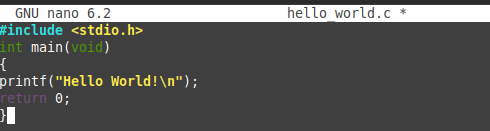 GNU nano 6.2 hello_world.c *
#include <stdio.h>
int main(void)
{
printf("Hello World!\n");
return 0;
}